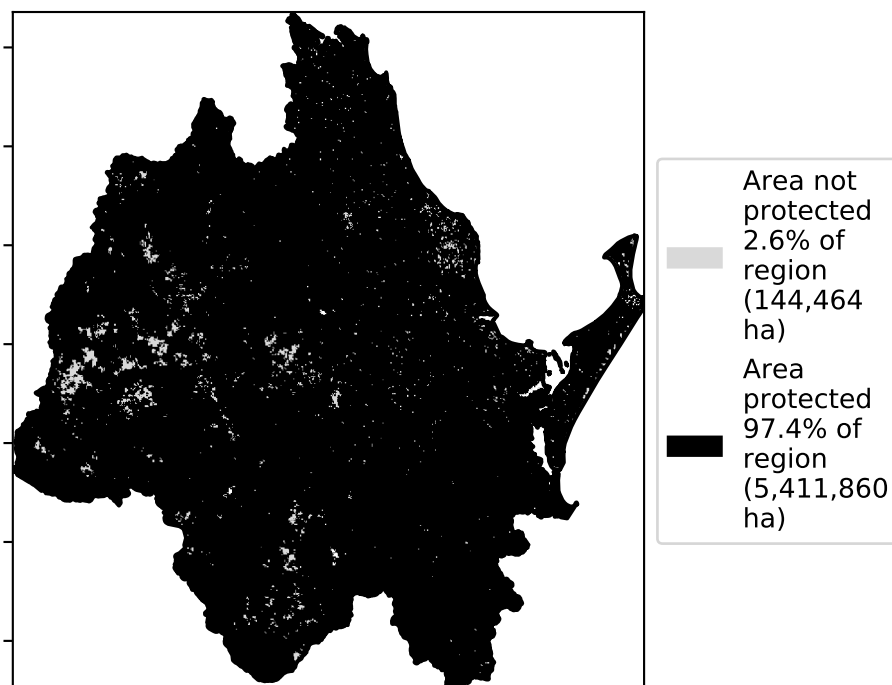 Area not
protected
2.6% of
region
(144,464
ha)
Area
protected
97.4% of
region
(5,411,860
ha)